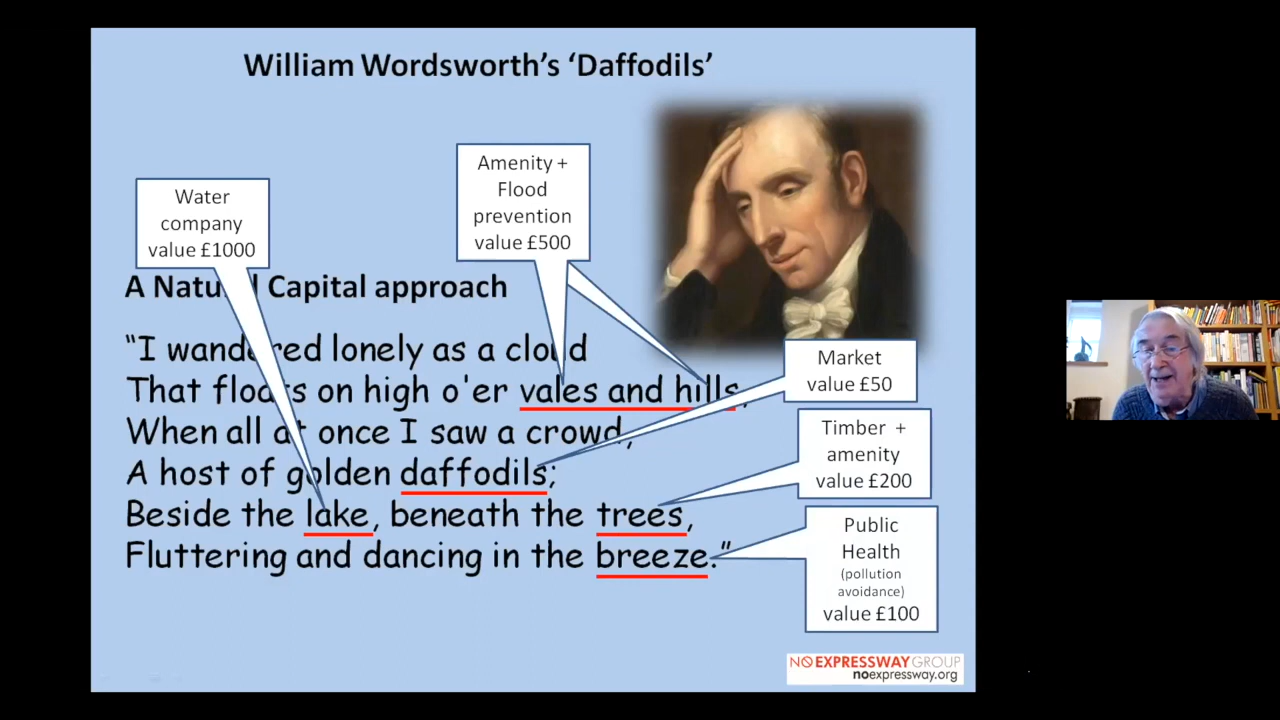 William Wordsworth's 'Daffodils'
Amenity +
Flood
prevention
value £500
Water
company
value £1000
A Natural Capital approach
"I wandered lonely as a cloud
That floats on high o'er vales and hills,
When all at once I saw a crowd,
A host of golden daffodils;
Beside the lake, beneath the trees,
Fluttering and dancing in the breeze."
Market
value £50
Timber +
amenity
value £200
Public
Health
(pollution
avoidance)
value £100
NO EXPRESSWAY GROUP
noexpressway.org